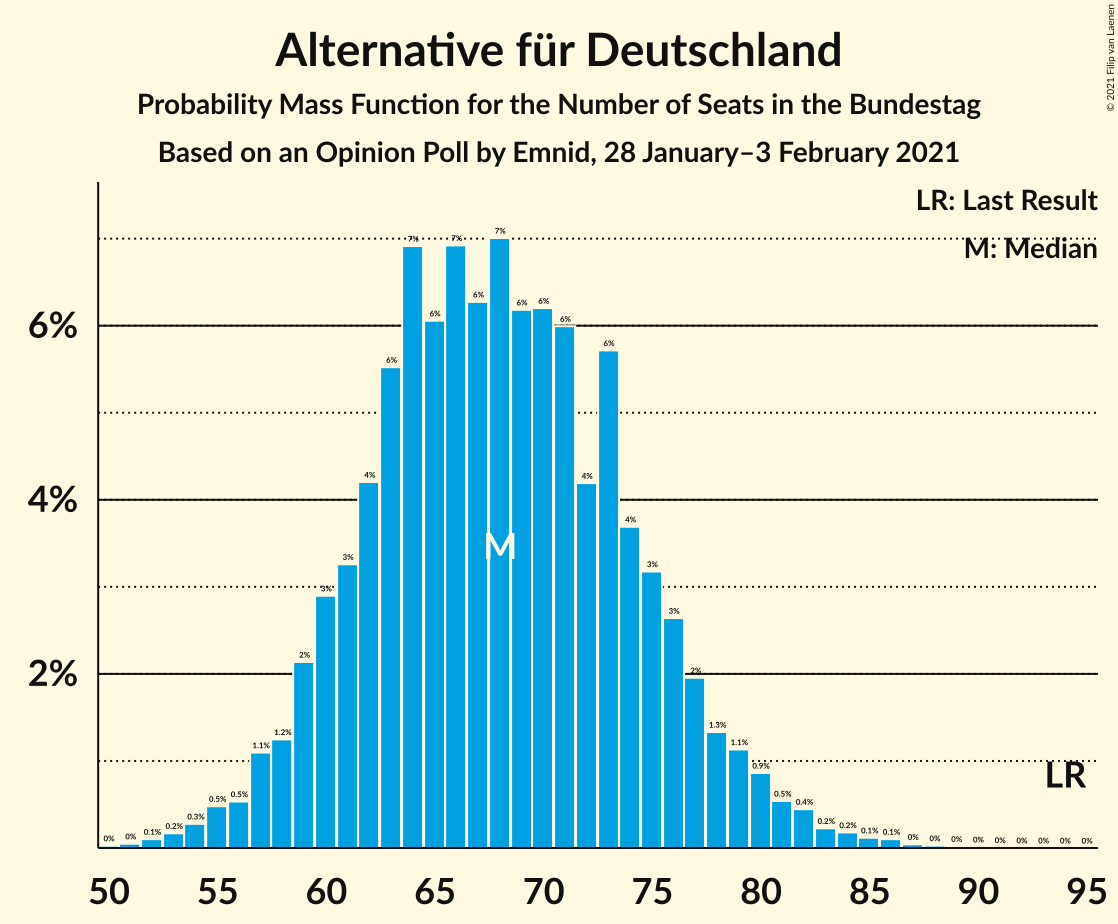 Alternative für Deutschland
Probability Mass Function for the Number of Seats in the Bundestag
Based on an Opinion Poll by Emnid, 28 January–3 February 2021
© 2021 Filip van Laenen
LR: Last Result
M: Median
6%
4%
2%
0% 0% 0.1% 0.2% 0.3% 0.5% 0.5% 1.1% 1.2% 2% 3% 3% 4% 6% 7% 6% 7% 6% 7% 6% 6% 6% 4% 6% 4% 3% 3% 2% 1.3% 1.1% 0.9% 0.5% 0.4% 0.2% 0.2% 0.1% 0.1% 0% 0% 0% 0% 0% 0% 0% 0% 0%
M
LR
50 55 60 65 70 75 80 85 90 95